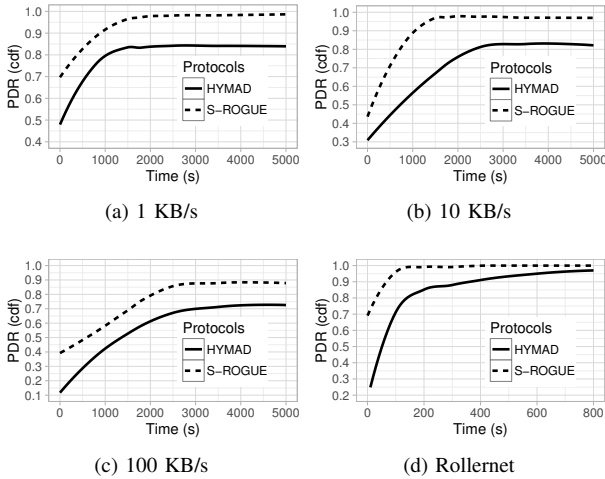 1.0
0.9
0.8
0.7
0.6
0.5
0.4
PDR (cdf)
Protocols
HYMAD
S−ROGUE
0 1000 2000 3000 4000 5000
Time (s)
(a) 1 KB/s
1.0
0.9
0.8
0.7
0.6
0.5
0.4
0.3
PDR (cdf)
Protocols
HYMAD
S−ROGUE
0 1000 2000 3000 4000 5000
Time (s)
(b) 10 KB/s
1.0
0.9
0.8
0.7
0.6
0.5
0.4
0.3
0.2
0.1
PDR (cdf)
Protocols
HYMAD
S−ROGUE
0 1000 2000 3000 4000 5000
Time (s)
(c) 100 KB/s
1.0
0.9
0.8
0.7
0.6
0.5
0.4
0.3
0.2
PDR (cdf)
Protocols
HYMAD
S−ROGUE
0 200 400 600 800
Time (s)
(d) Rollernet